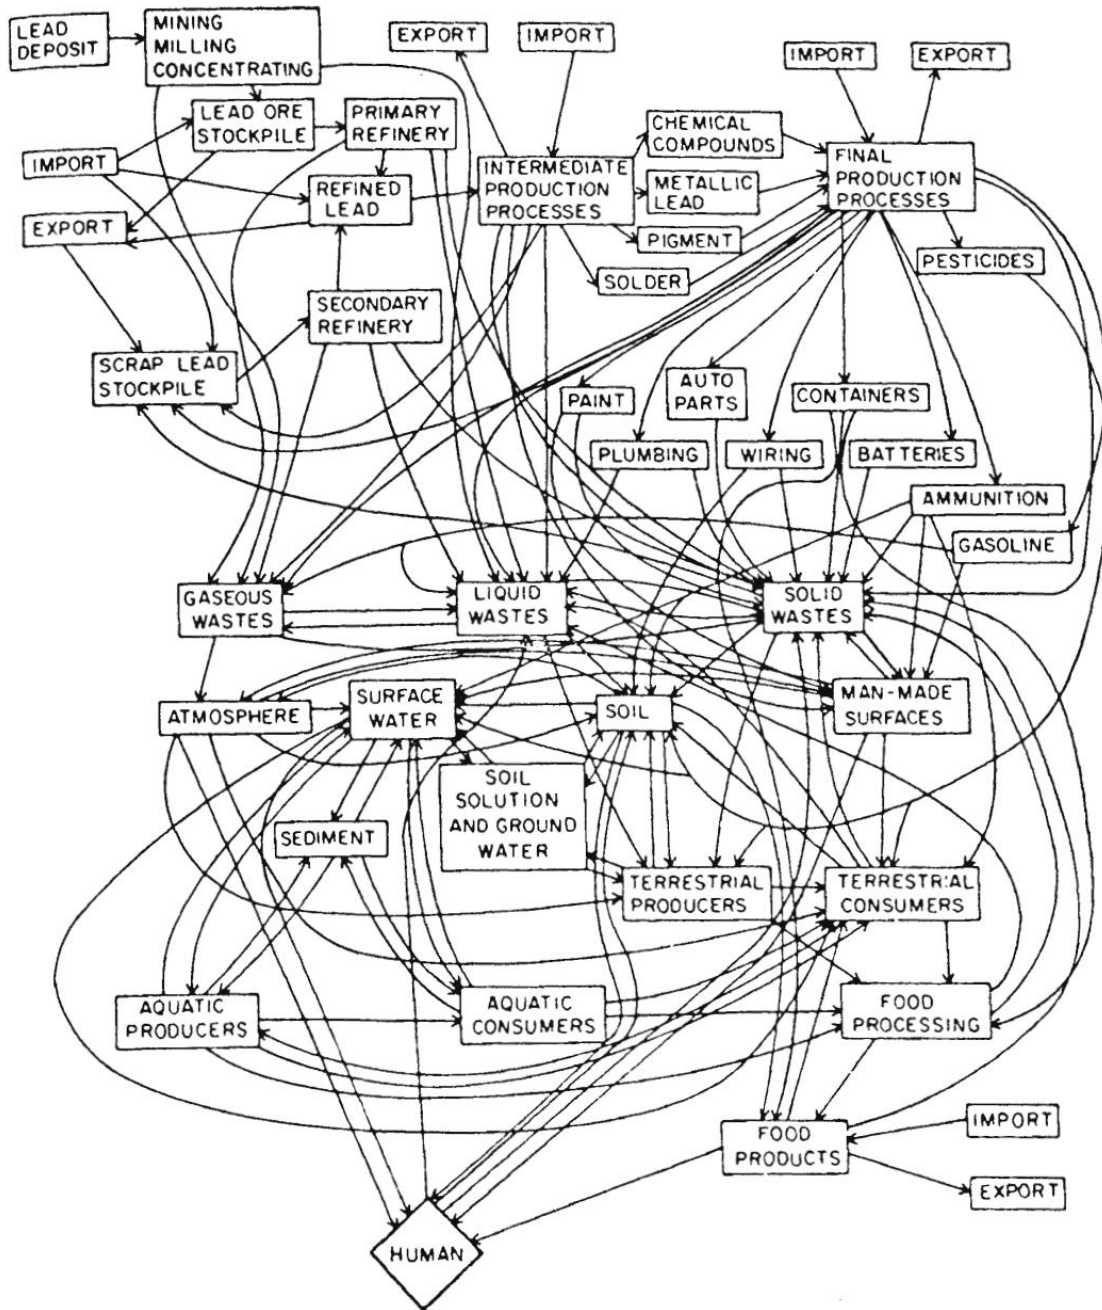 LEAD
DEPOSIT
MINING
MILLING
CONCENTRATING
EXPORT
IMPORT
IMPORT
EXPORT
LEAD ORE
STOCKPILE
PRIMARY
REFINERY
CHEMICAL
COMPOUNDS
IMPORT
REFINED
LEAD
INTERMEDIATE
PRODUCTION
PROCESSES
METALLIC
LEAD
FINAL
PRODUCTION
PROCESSES
EXPORT
PIGMENT
PESTICIDES
SOLDER
SECONDARY
REFINERY
SCRAP LEAD
STOCKPILE
PAINT
AUTO
PARTS
CONTAINERS
PLUMBING
WIRING
BATTERIES
AMMUNITION
GASOLINE
GASEOUS
WASTES
LIQUID
WASTES
SOLID
WASTES
ATMOSPHERE
SURFACE
WATER
SOIL
MAN-MADE
SURFACES
SOIL
SOLUTION
AND GROUND
WATER
SEDIMENT
TERRESTRIAL
PRODUCERS
TERRESTRIAL
CONSUMERS
AQUATIC
PRODUCERS
AQUATIC
CONSUMERS
FOOD
PROCESSING
FOOD
PRODUCTS
IMPORT
EXPORT
HUMAN